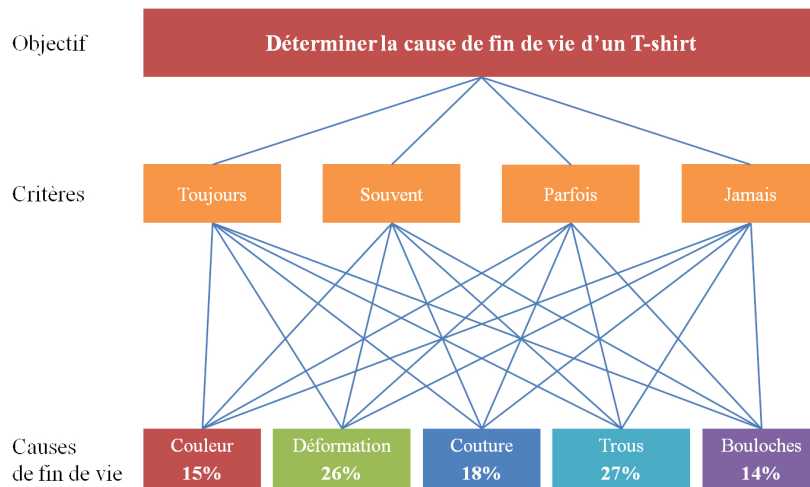 Objectif
Déterminer la cause de fin de vie d'un T-shirt
Critères
Toujours
Souvent
Parfois
Jamais
Causes
de fin de vie
Couleur
15%
Déformation
26%
Couture
18%
Trous
27%
Bouloches
14%